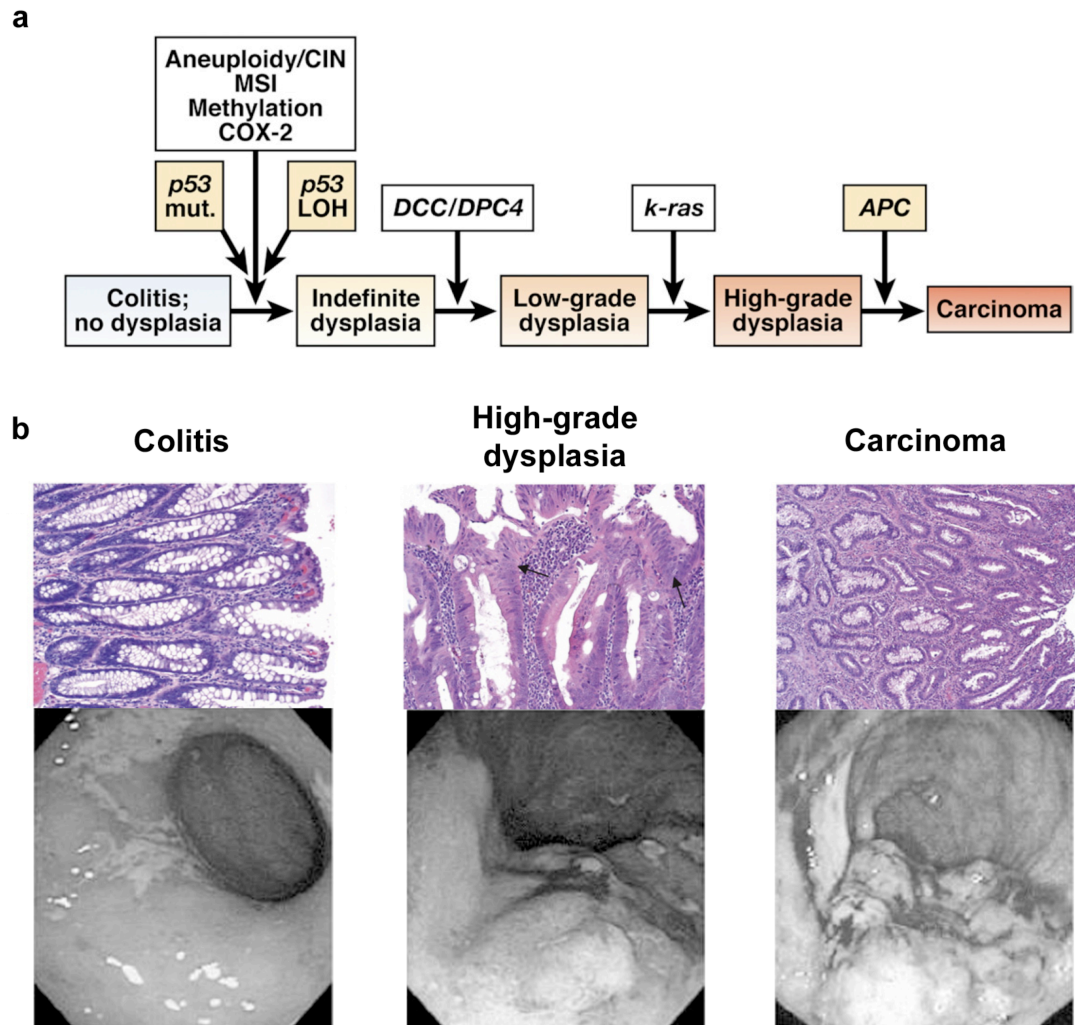 a
Aneuploidy/CIN
MSI
Methylation
COX-2
p53
mut.
p53
LOH
DCC/DPC4
k-ras
APC
Colitis;
no dysplasia
Indefinite
dysplasia
Low-grade
dysplasia
High-grade
dysplasia
Carcinoma
b
Colitis
High-grade
dysplasia
Carcinoma